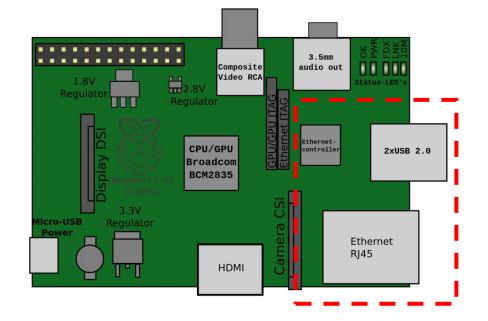 Composite
Video RCA
3.5mm
audio out
OK
PWR
FDX
LNK
10M
Status-LED's
1.8V
Regulator
2.8V
Regulator
GPU/GPU JTAG
Ethernet JTAG
Display DSI
Raspberry Pi
CPU/GPU
Broadcom
BCM2835
Ethernet-
controller
2xUSB 2.0
Micro-USB
Power
3.3V
Regulator
HDMI
Camera CSI
Ethernet
RJ45